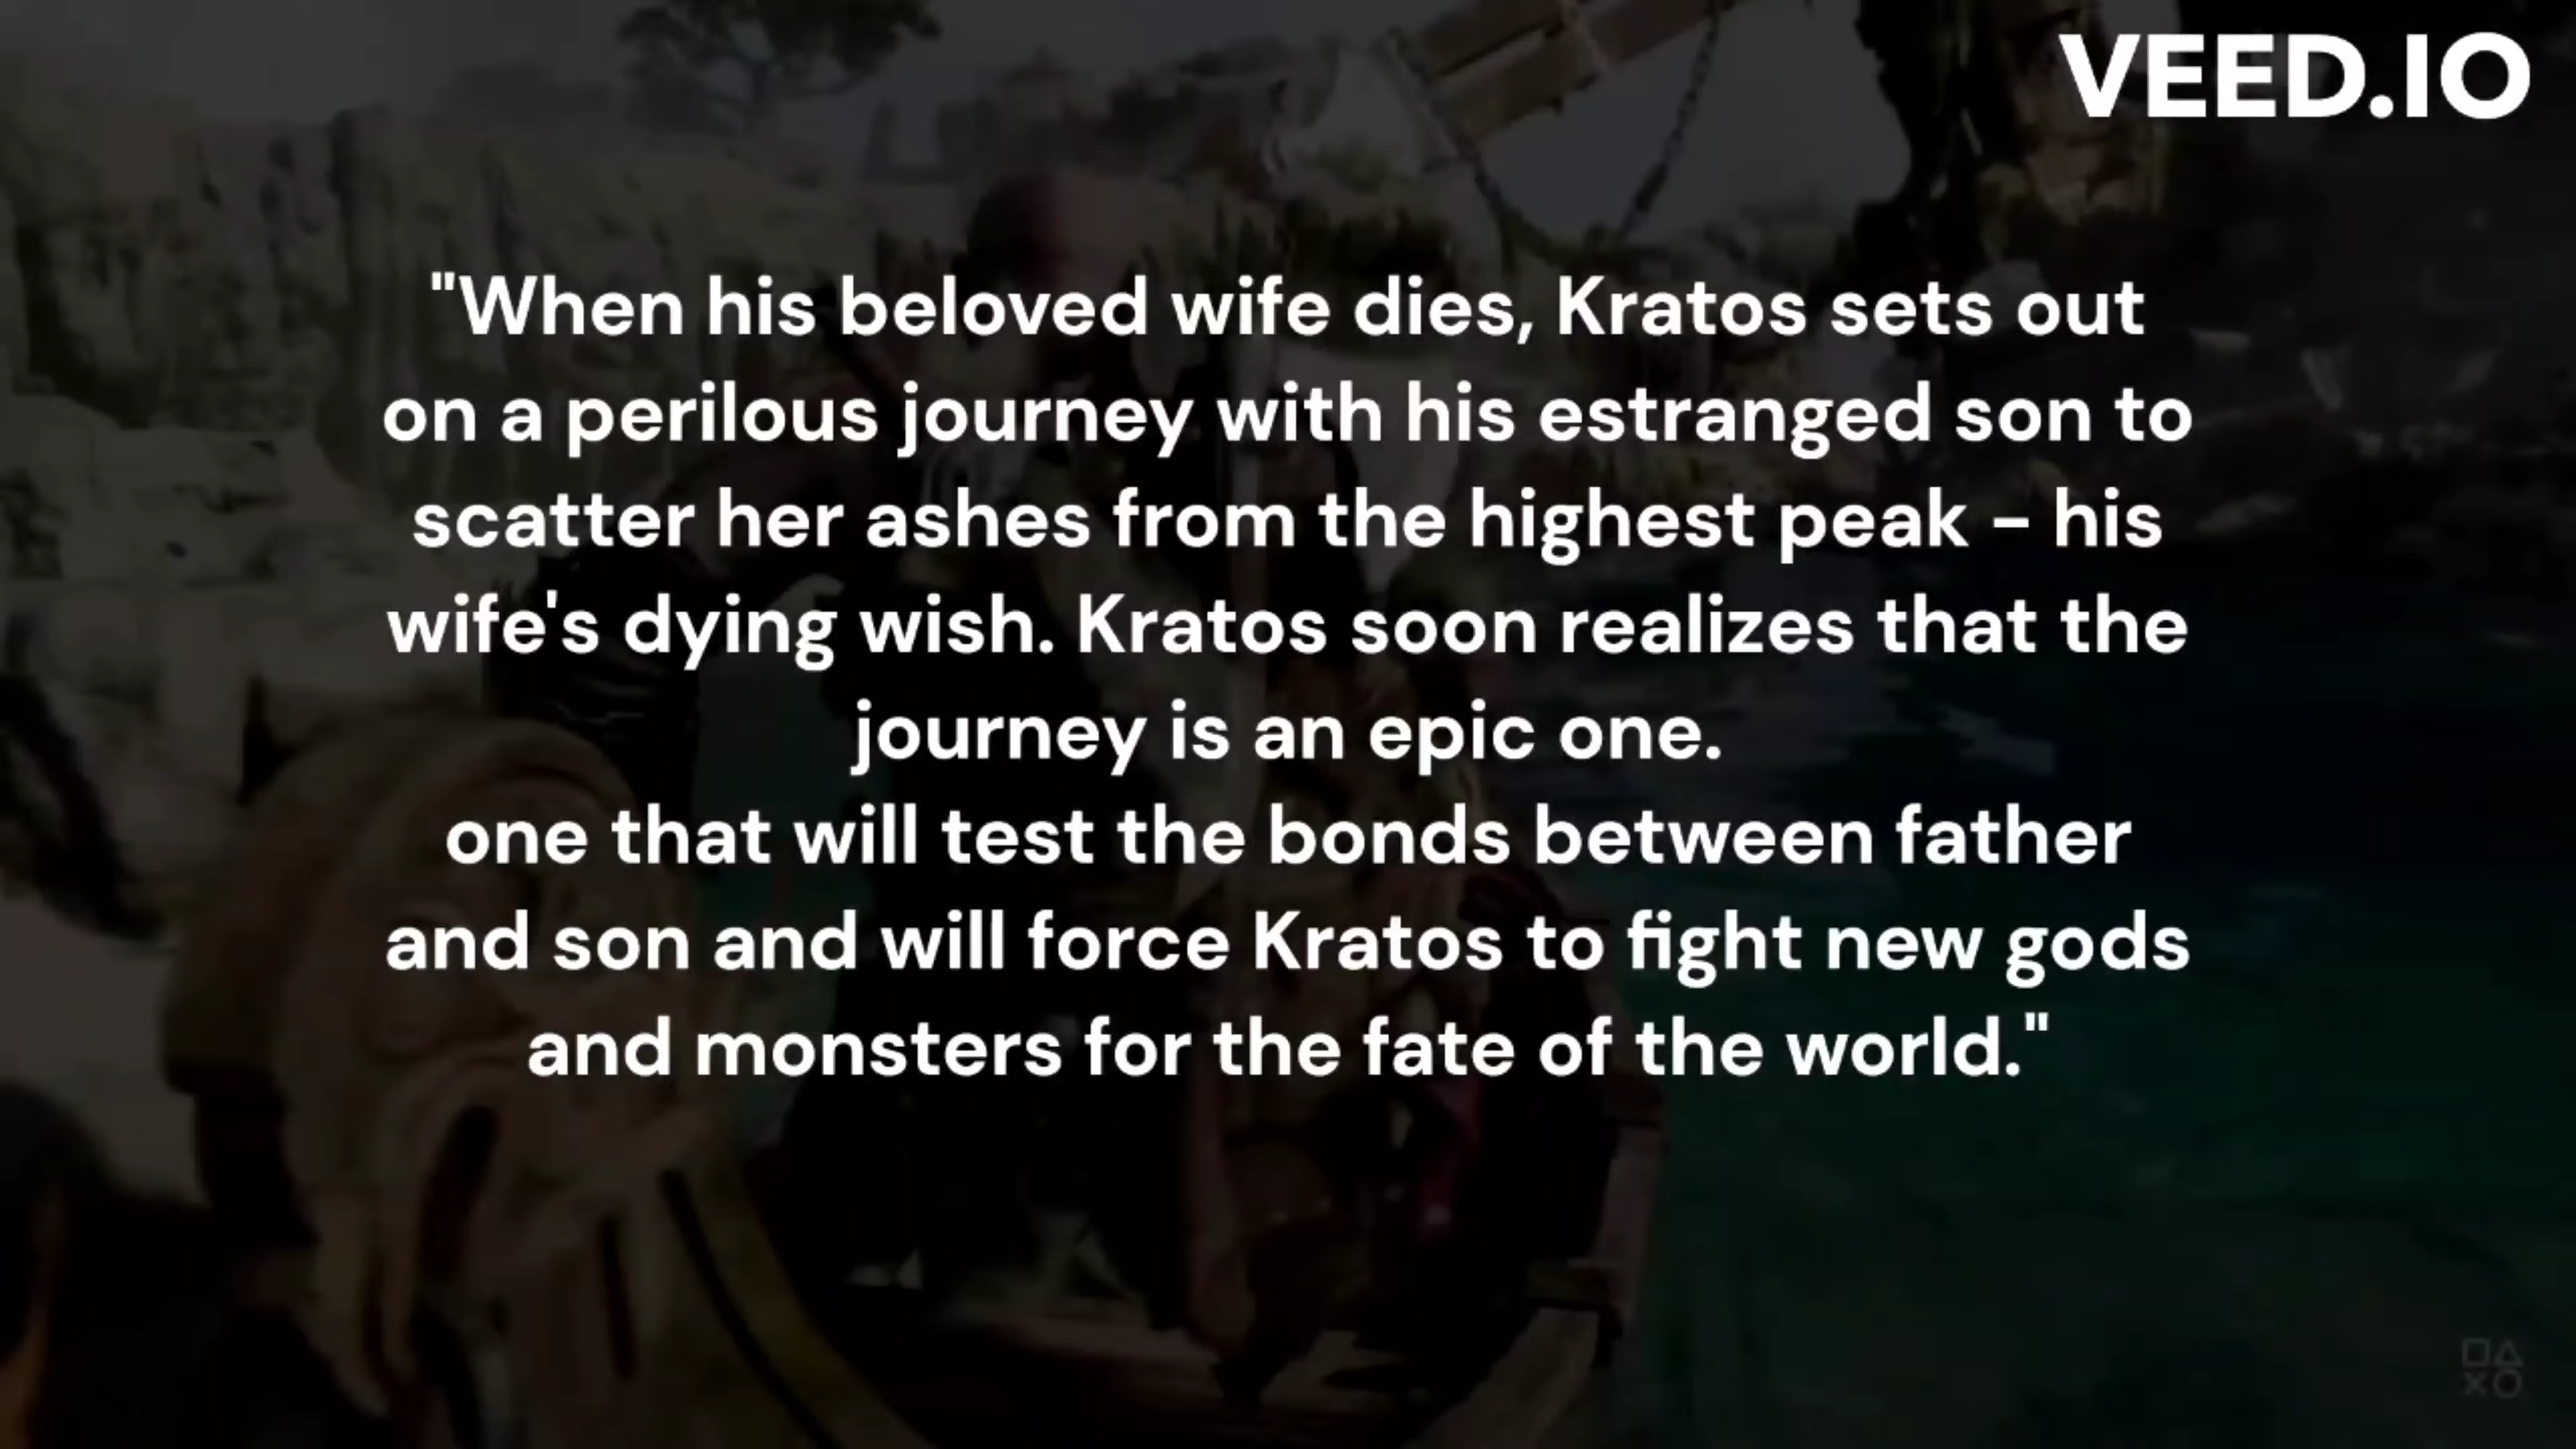 VEED.IO
"When his beloved wife dies, Kratos sets out
on a perilous journey with his estranged son to
scatter her ashes from the highest peak – his
wife's dying wish. Kratos soon realizes that the
journey is an epic one.
one that will test the bonds between father
and son and will force Kratos to fight new gods
and monsters for the fate of the world."